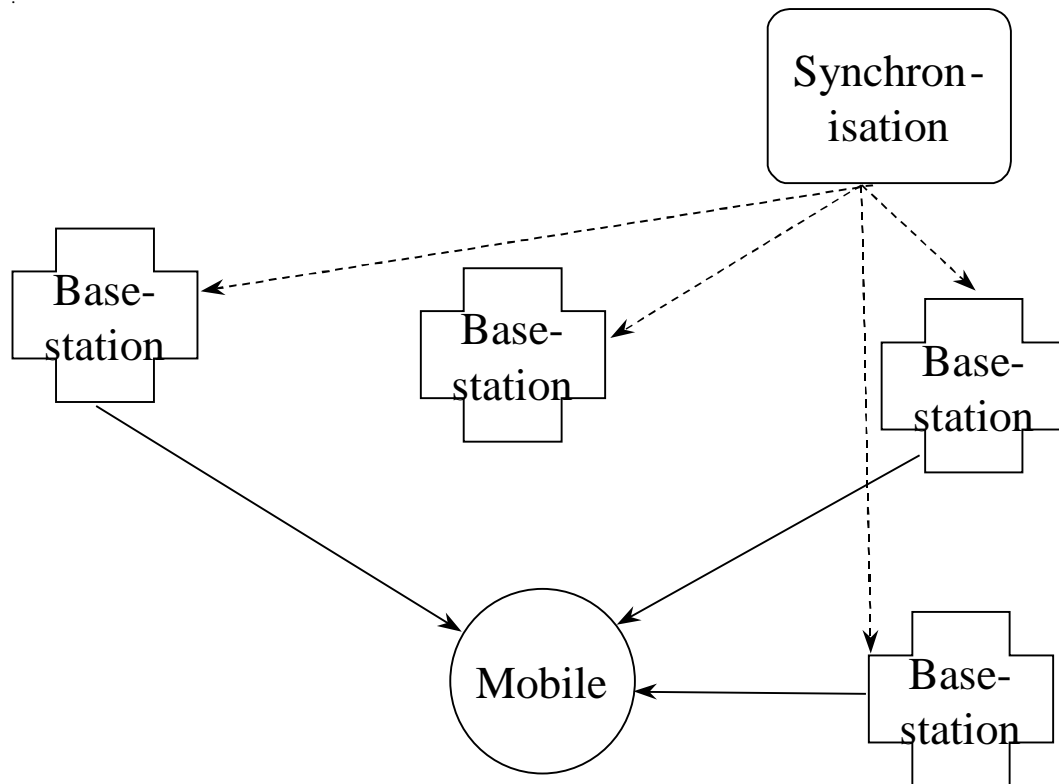 Synchron-
isation
Base-
station
Base-
station
Base-
station
Mobile
Base-
station